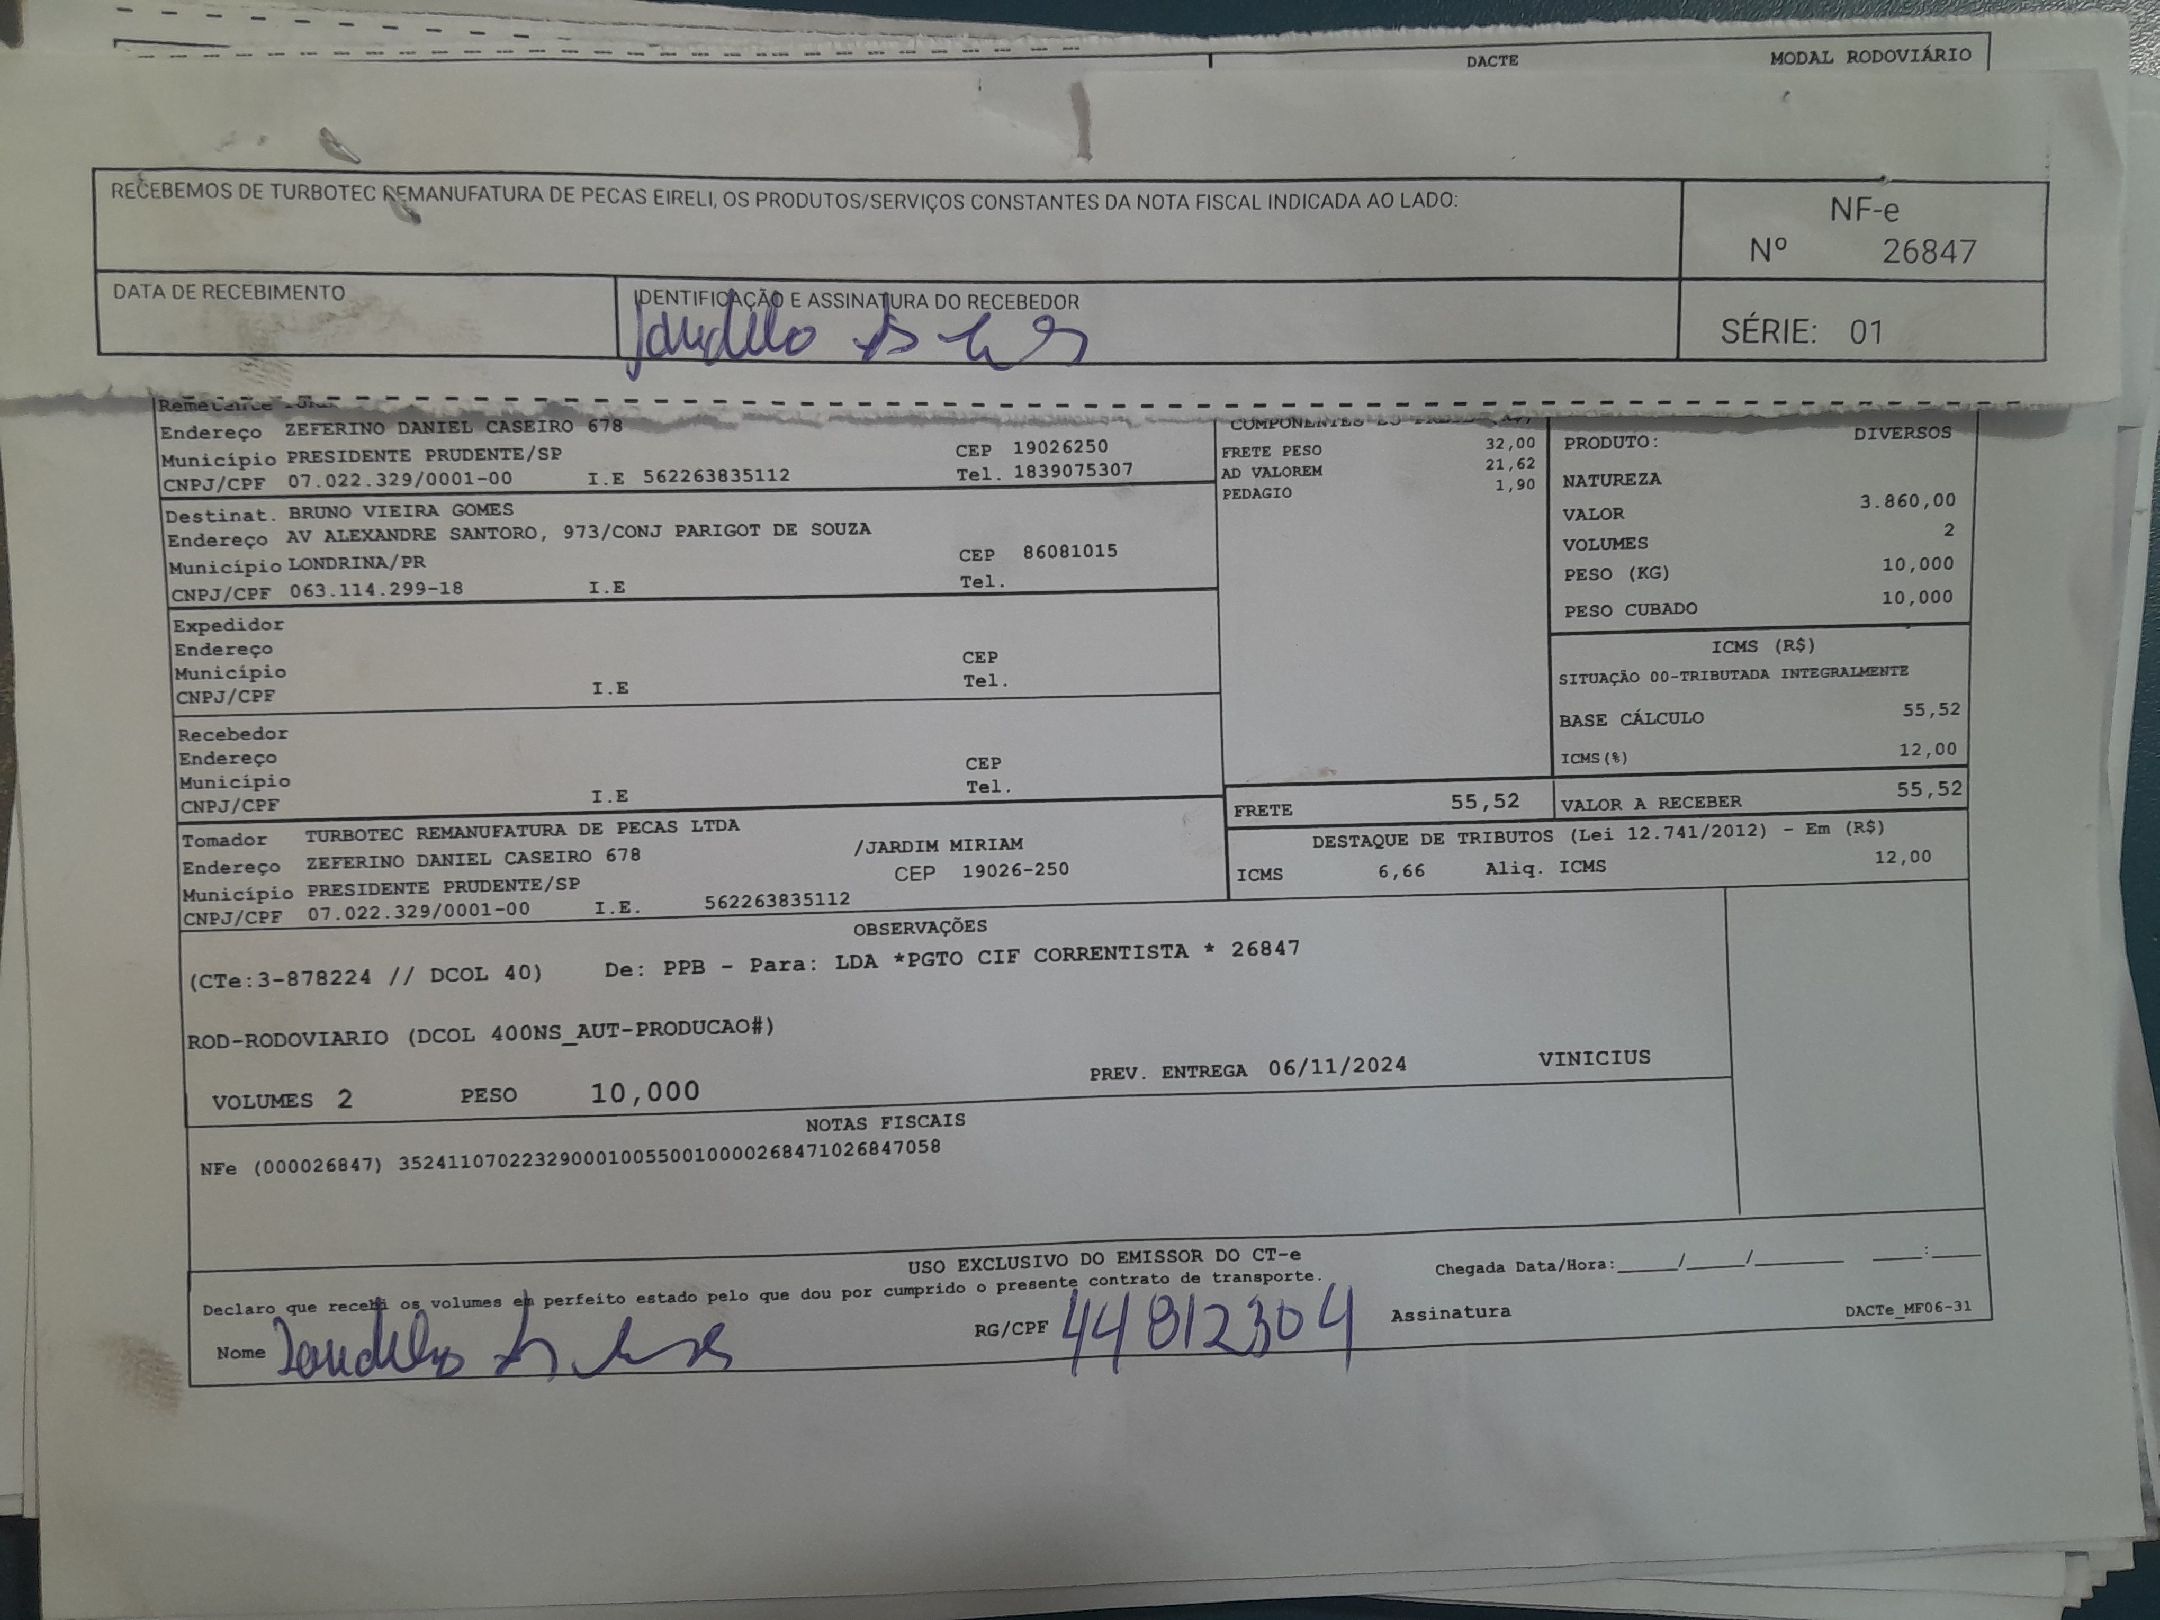 DACTE MODAL RODOVIÁRIO
RECEBEMOS DE TURBOTEC REMANUFATURA DE PECAS EIRELI, OS PRODUTOS/SERVIÇOS CONSTANTES DA NOTA FISCAL INDICADA AO LADO:
NF-e
Nº 26847
SÉRIE: 01
DATA DE RECEBIMENTO
IDENTIFICAÇÃO E ASSINATURA DO RECEBEDOR
Remetente
Endereço ZEFERINO DANIEL CASEIRO 678
Município PRESIDENTE PRUDENTE/SP CEP 19026250
CNPJ/CPF 07.022.329/0001-00 I.E 562263835112 Tel. 1839075307
Destinat. BRUNO VIEIRA GOMES
Endereço AV ALEXANDRE SANTORO, 973/CONJ PARIGOT DE SOUZA
Município LONDRINA/PR CEP 86081015
CNPJ/CPF 063.114.299-18 I.E Tel.
Expedidor
Endereço
Município CEP
CNPJ/CPF I.E Tel.
Recebedor
Endereço
Município CEP
CNPJ/CPF I.E Tel.
Tomador TURBOTEC REMANUFATURA DE PECAS LTDA
Endereço ZEFERINO DANIEL CASEIRO 678 /JARDIM MIRIAM
Município PRESIDENTE PRUDENTE/SP CEP 19026-250
CNPJ/CPF 07.022.329/0001-00 I.E. 562263835112
COMPONENTES
FRETE PESO 32,00
AD VALOREM 21,62
PEDAGIO 1,90
PRODUTO: DIVERSOS
NATUREZA
VALOR 3.860,00
VOLUMES 2
PESO (KG) 10,000
PESO CUBADO 10,000
ICMS (R$)
SITUAÇÃO 00-TRIBUTADA INTEGRALMENTE
BASE CÁLCULO 55,52
ICMS(%) 12,00
FRETE 55,52 VALOR A RECEBER 55,52
DESTAQUE DE TRIBUTOS (Lei 12.741/2012) - Em (R$)
ICMS 6,66 Aliq. ICMS 12,00
OBSERVAÇÕES
(CTe:3-878224 // DCOL 40) De: PPB - Para: LDA *PGTO CIF CORRENTISTA * 26847
ROD-RODOVIARIO (DCOL 400NS_AUT-PRODUCAO#)
VOLUMES 2 PESO 10,000 PREV. ENTREGA 06/11/2024 VINICIUS
NOTAS FISCAIS
NFe (000026847) 35241107022329000100550010000268471026847058
USO EXCLUSIVO DO EMISSOR DO CT-e
Declaro que recebi os volumes em perfeito estado pelo que dou por cumprido o presente contrato de transporte.
Chegada Data/Hora:_____/_____/________ ____:____
Nome RG/CPF 44812304 Assinatura
DACTe_MF06-31